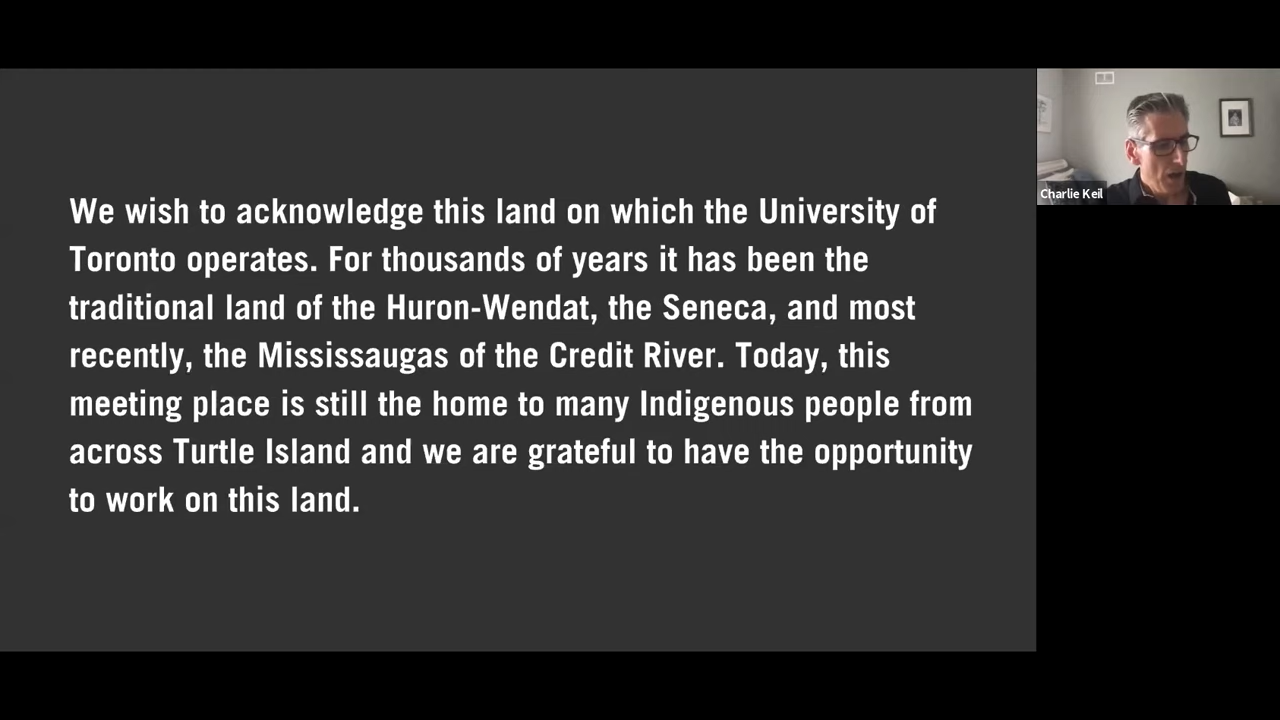 We wish to acknowledge this land on which the University of
Toronto operates. For thousands of years it has been the
traditional land of the Huron-Wendat, the Seneca, and most
recently, the Mississaugas of the Credit River. Today, this
meeting place is still the home to many Indigenous people from
across Turtle Island and we are grateful to have the opportunity
to work on this land.
Charlie Keil